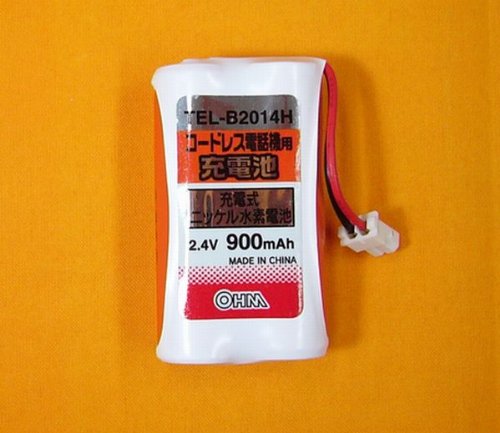 TEL-B2014H
コードレス電話機用
充電池
充電式
ニッケル水素電池
2.4V 900mAh
MADE IN CHINA
OHM